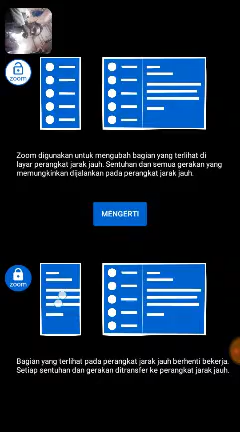 zoom
Zoom digunakan untuk mengubah bagian yang terlihat di
layar perangkat jarak jauh. Sentuhan dan semua gerakan yang
memungkinkan dijalankan pada perangkat jarak jauh.
MENGERTI
zoom
Bagian yang terlihat pada perangkat jarak jauh berhenti bekerja.
Setiap sentuhan dan gerakan ditransfer ke perangkat jarak jauh.